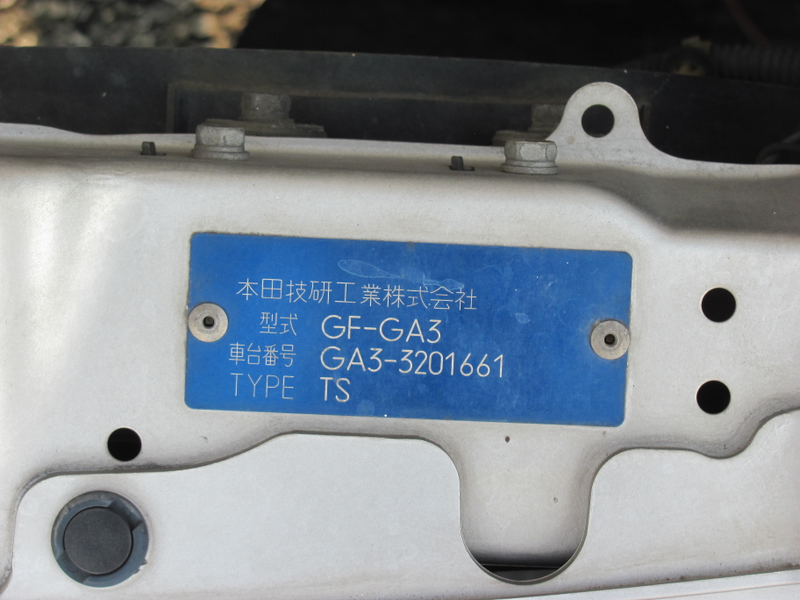 本田技研工業株式会社
型式 GF-GA3
車台番号 GA3-3201661
TYPE TS